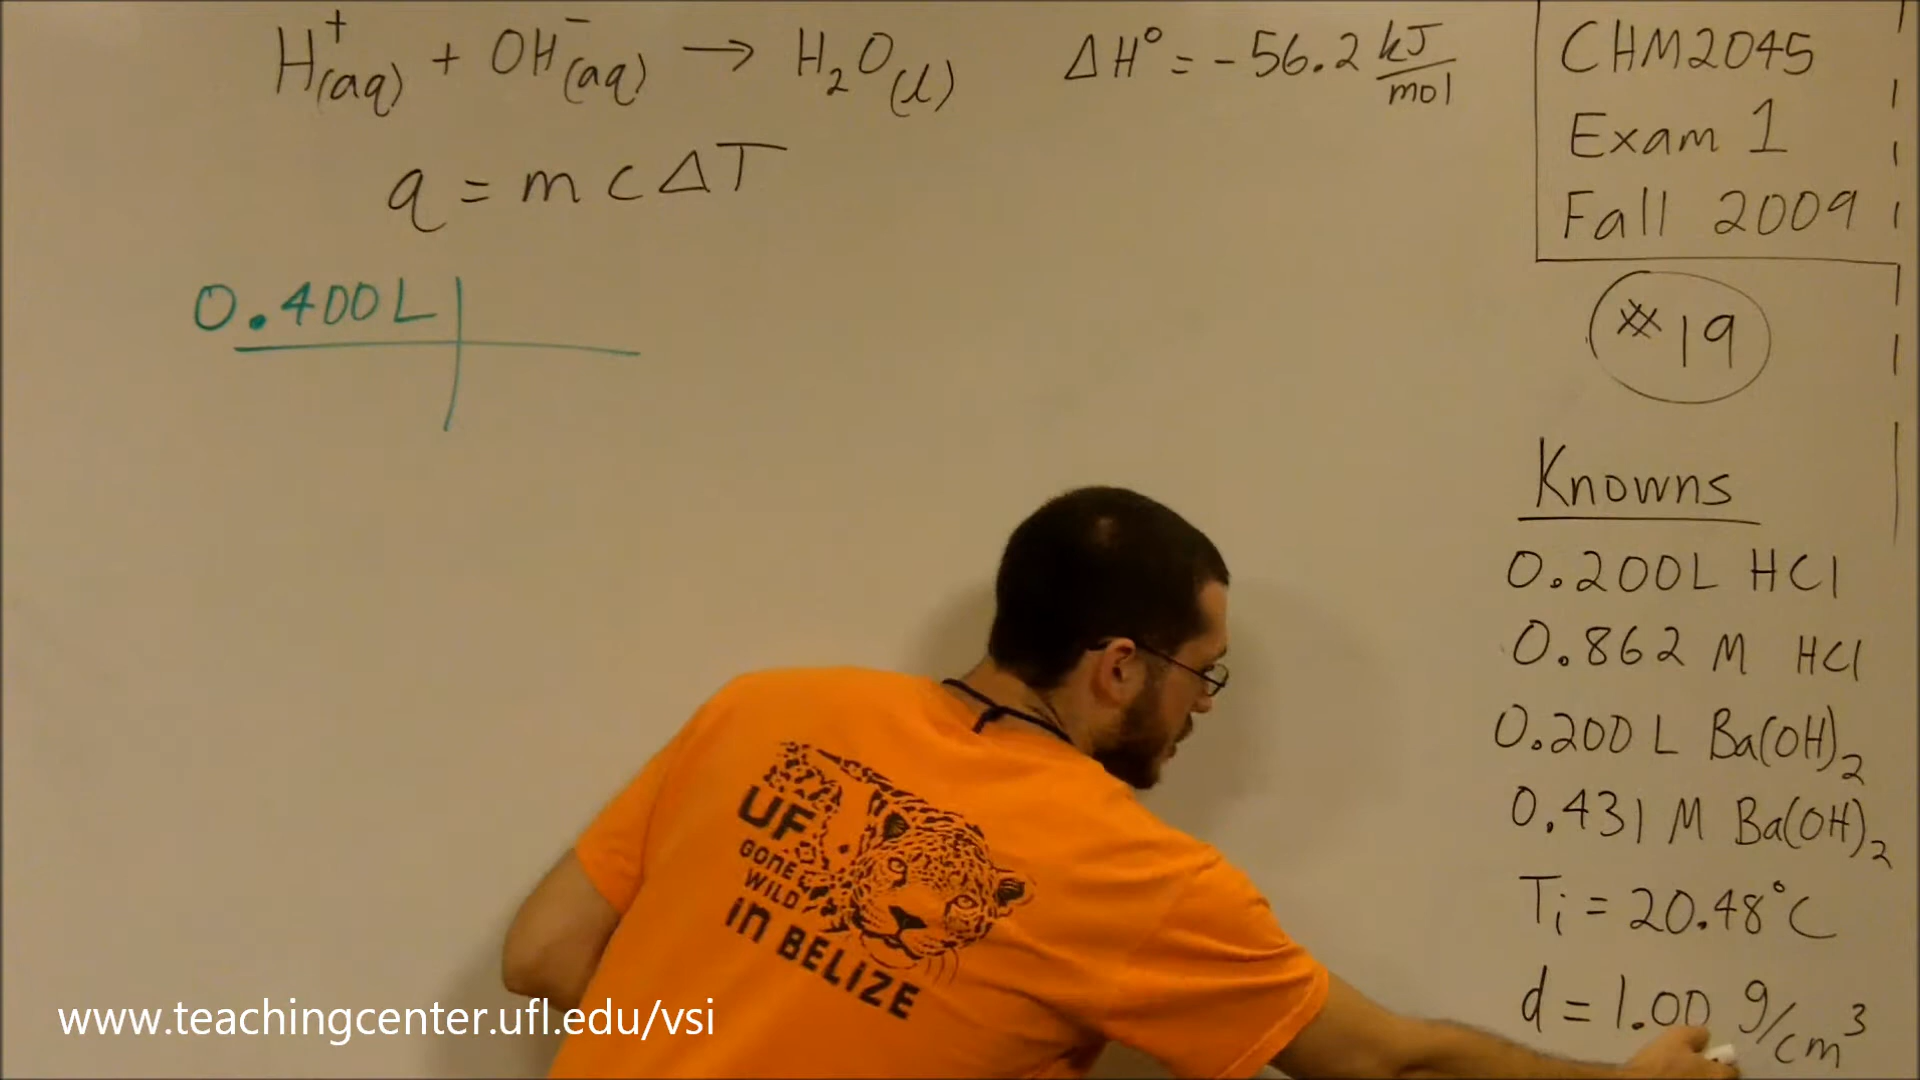 H⁺(aq) + OH⁻(aq) → H₂O(l) ΔH° = -56.2 kJ/mol
q = mcΔT
0.400L
CHM2045
Exam 1
Fall 2009
#19
Knowns
0.200L HCl
0.862 M HCl
0.200 L Ba(OH)₂
0.431 M Ba(OH)₂
Tᵢ = 20.48°C
d = 1.00 g/cm³
UF
GONE
WILD
in BELiZE
www.teachingcenter.ufl.edu/vsi